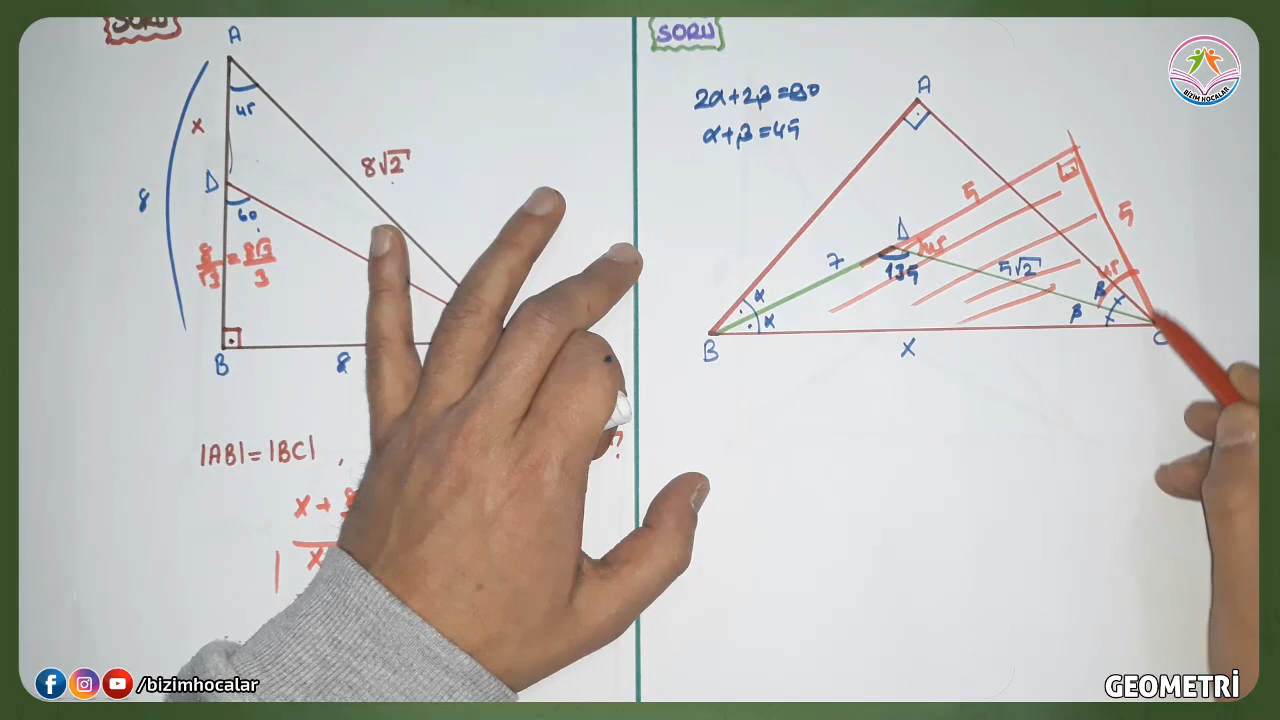 SORU
A
45
x
8√2
D
8
60
8/√3 = 8√3/3
B
8
|AB| = |BC| , ?
x +
x
SORU
2α+2β=90
α+β=45
A
5
5
D
45
7
135
5√2
45
α
α
β
β
B
x
C
BİZİM HOCALAR
/bizimhocalar
GEOMETRİ